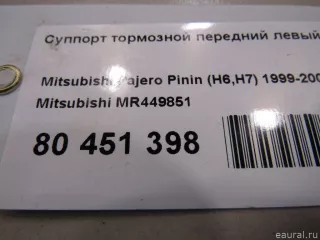 Суппорт тормозной передний левый
Mitsubishi Pajero Pinin (H6,H7) 1999-200
Mitsubishi MR449851
80 451 398
eaural.ru